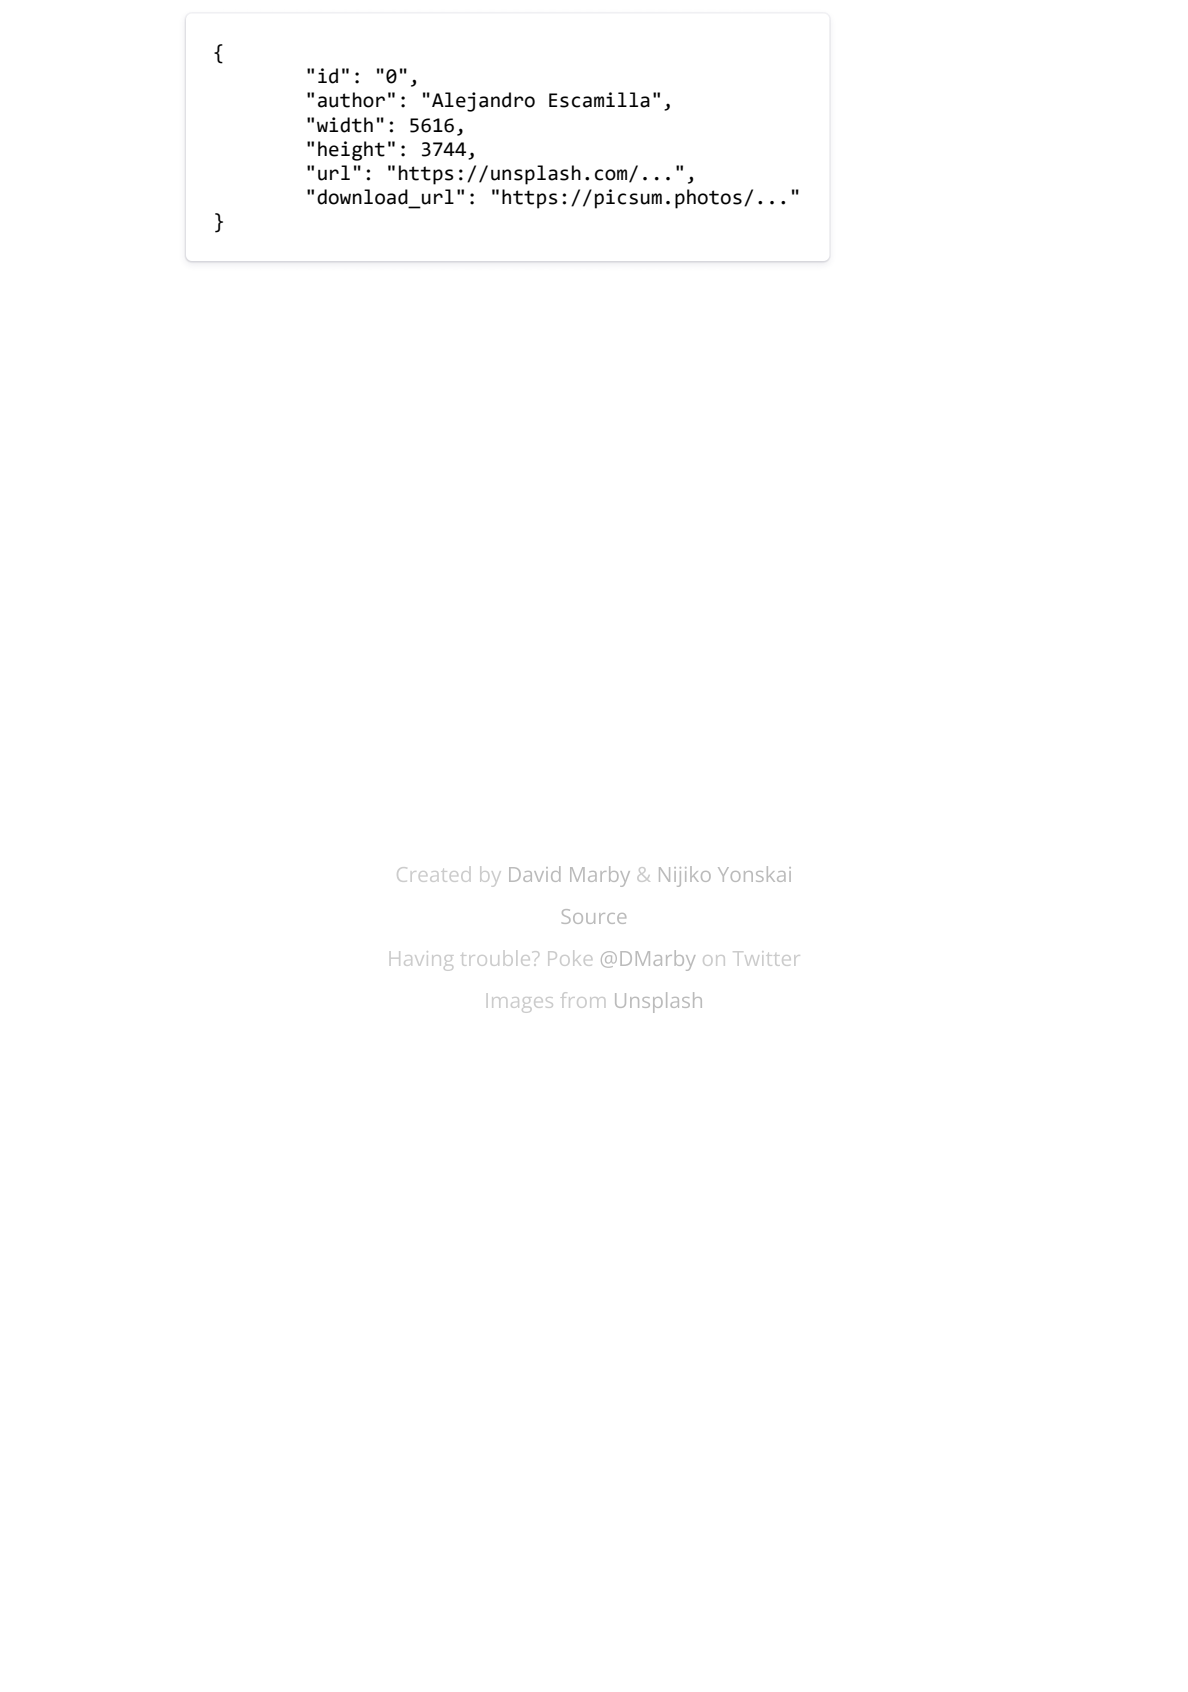 {
        "id": "0",
        "author": "Alejandro Escamilla",
        "width": 5616,
        "height": 3744,
        "url": "https://unsplash.com/...",
        "download_url": "https://picsum.photos/..."
}
Created by David Marby & Nijiko Yonskai
Source
Having trouble? Poke @DMarby on Twitter
Images from Unsplash